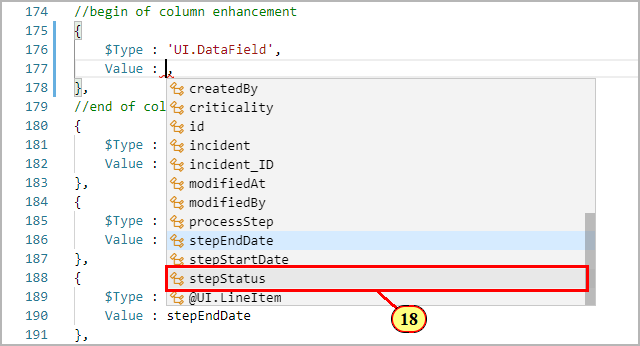 174 //begin of column enhancement
175 {
176 $Type : 'UI.DataField',
177 Value : ,
178 },
createdBy
179 //end of col
criticality
180 {
id
181 $Type :
incident
182 Value :
incident_ID
183 },
modifiedAt
184 {
modifiedBy
185 $Type :
processStep
186 Value :
stepEndDate
187 },
stepStartDate
188 {
stepStatus
189 $Type :
@UI.LineItem
190 Value : stepEndDate
18
191 },